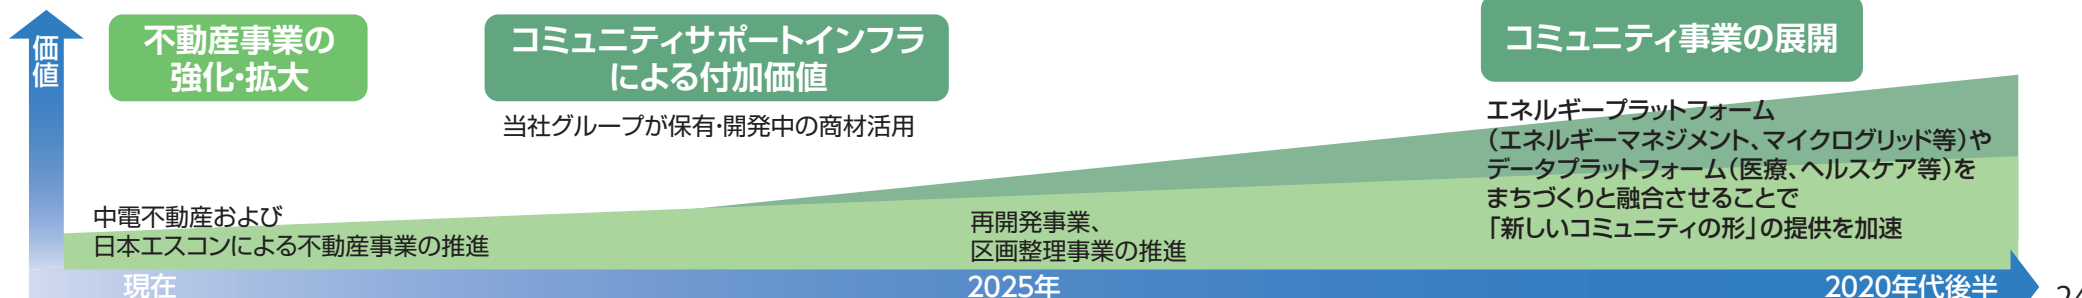 価値
不動産事業の
強化・拡大
コミュニティサポートインフラ
による付加価値
当社グループが保有・開発中の商材活用
コミュニティ事業の展開
エネルギープラットフォーム
(エネルギーマネジメント、マイクログリッド等)や
データプラットフォーム(医療、ヘルスケア等)を
まちづくりと融合させることで
「新しいコミュニティの形」の提供を加速
中電不動産および
日本エスコンによる不動産事業の推進
再開発事業、
区画整理事業の推進
現在
2025年
2020年代後半